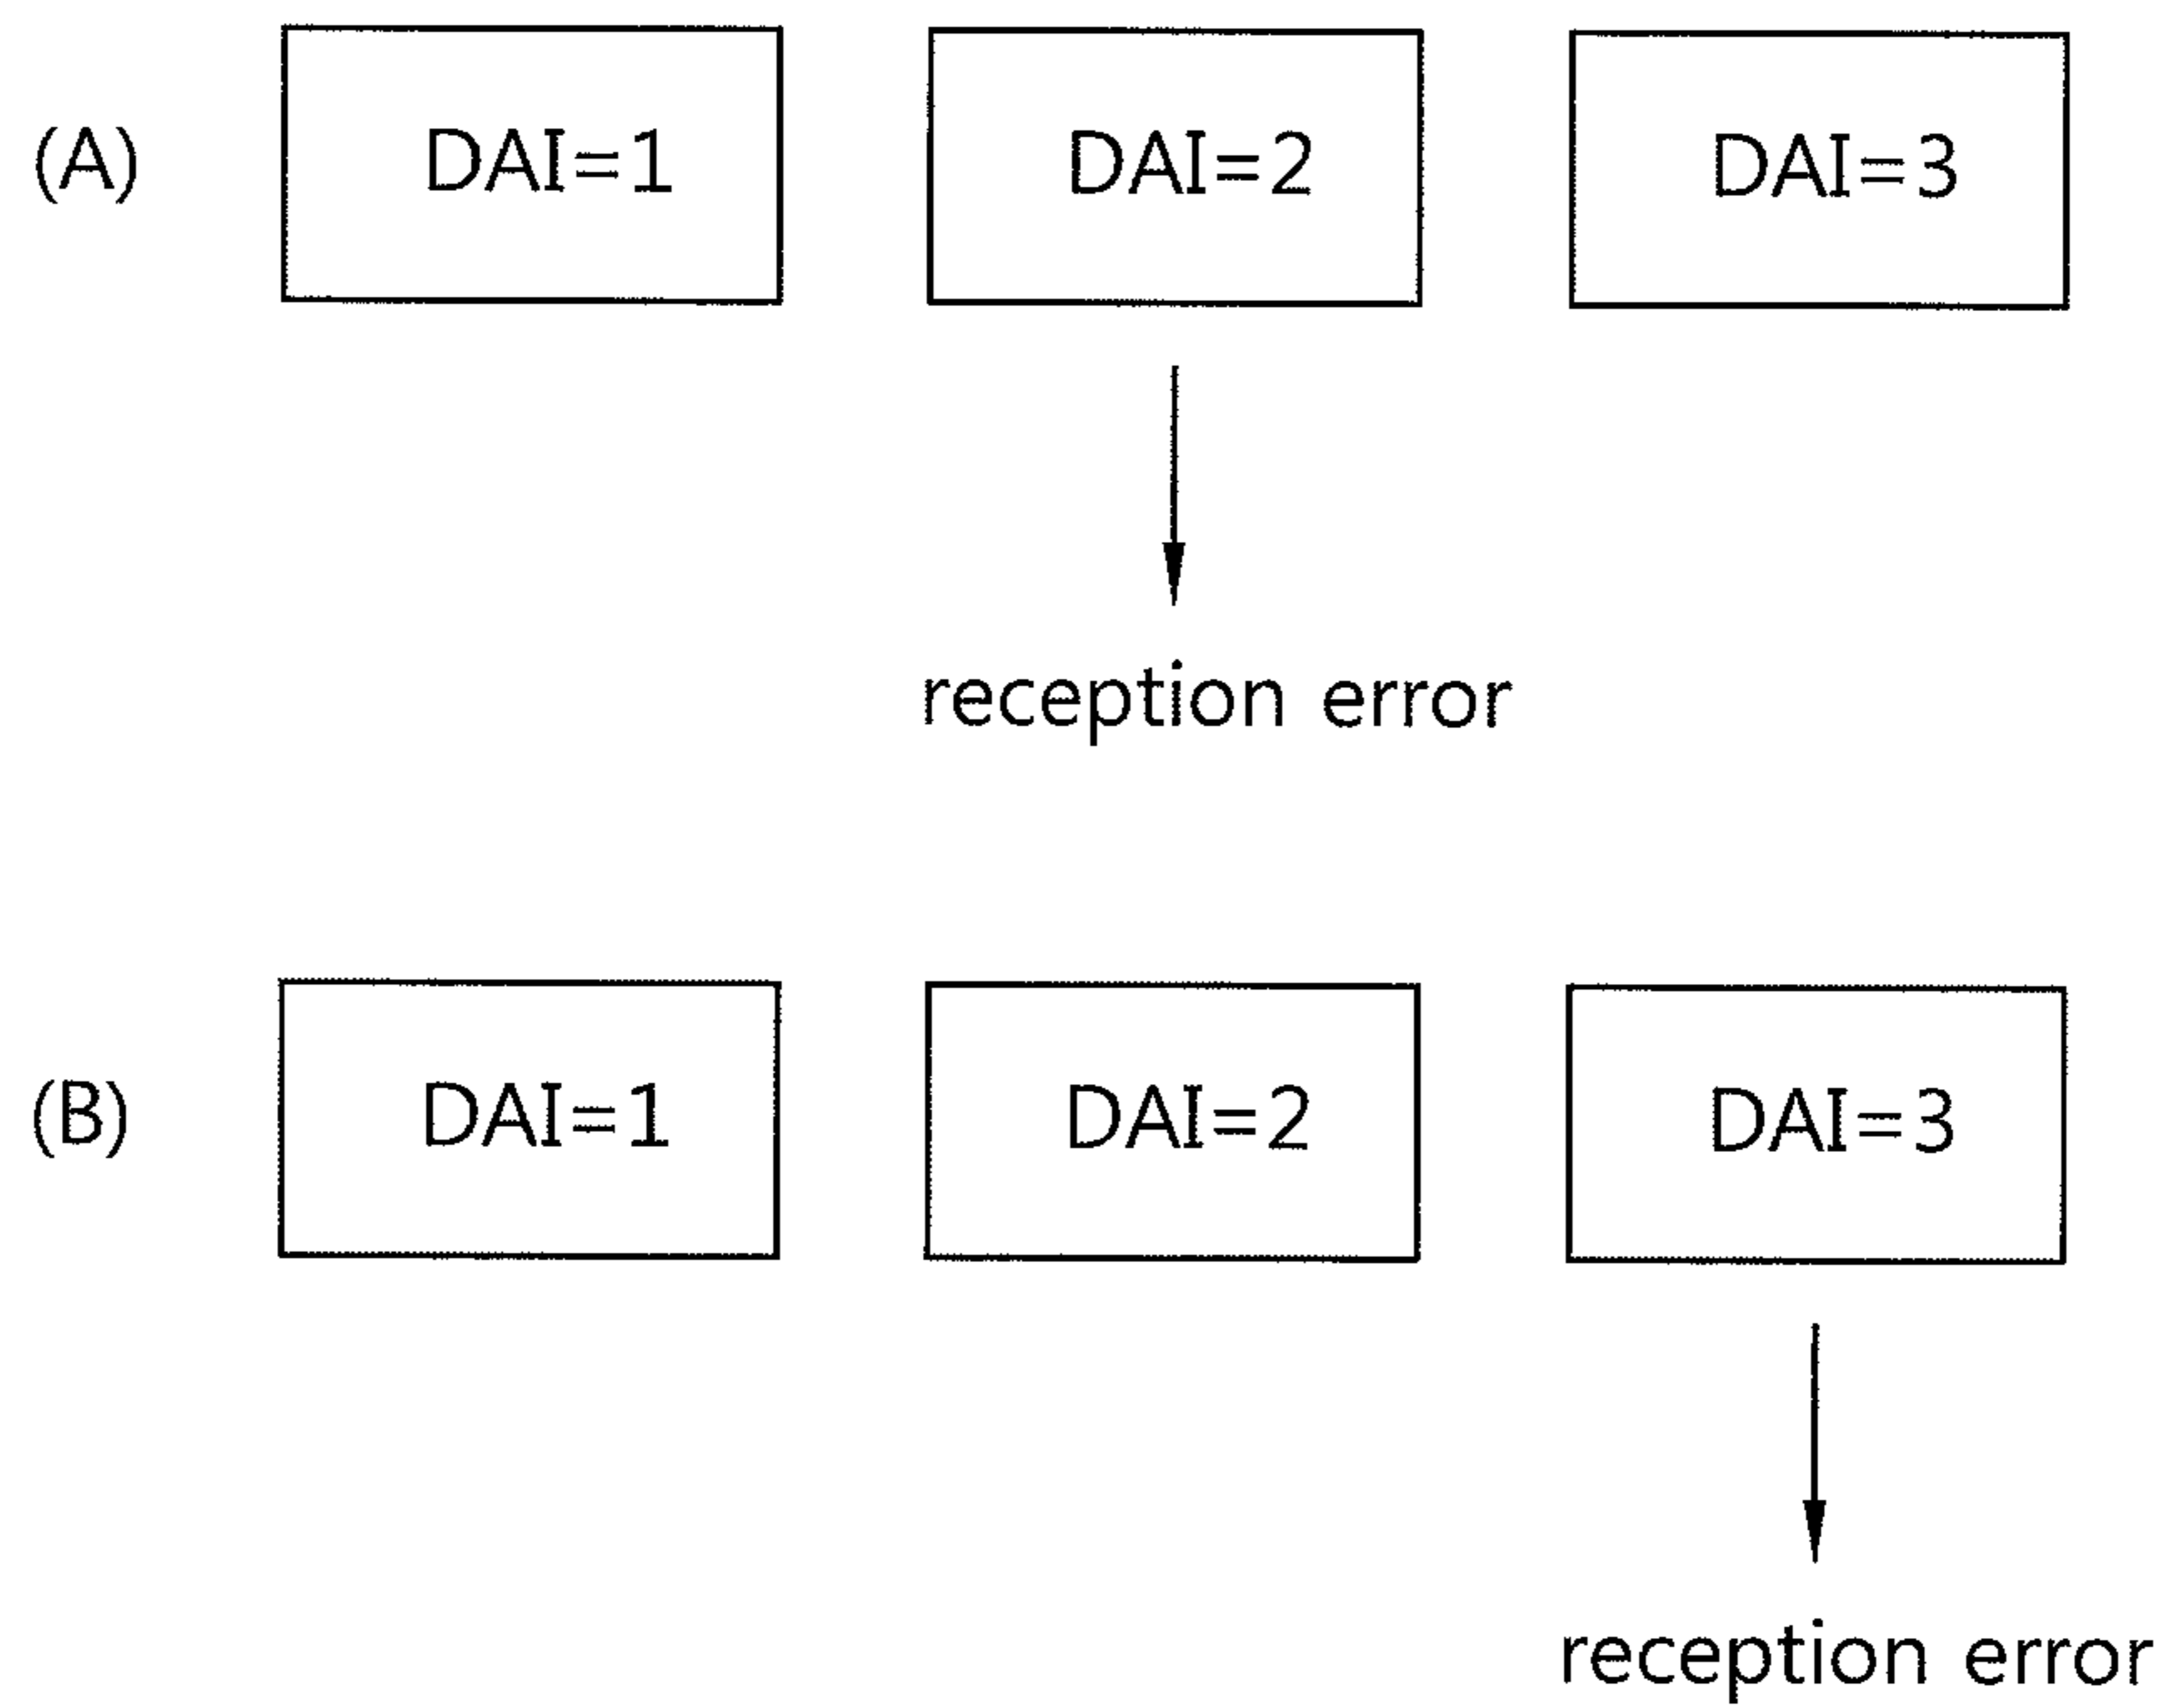 (A) DAI=1 DAI=2 DAI=3
reception error
(B) DAI=1 DAI=2 DAI=3
reception error